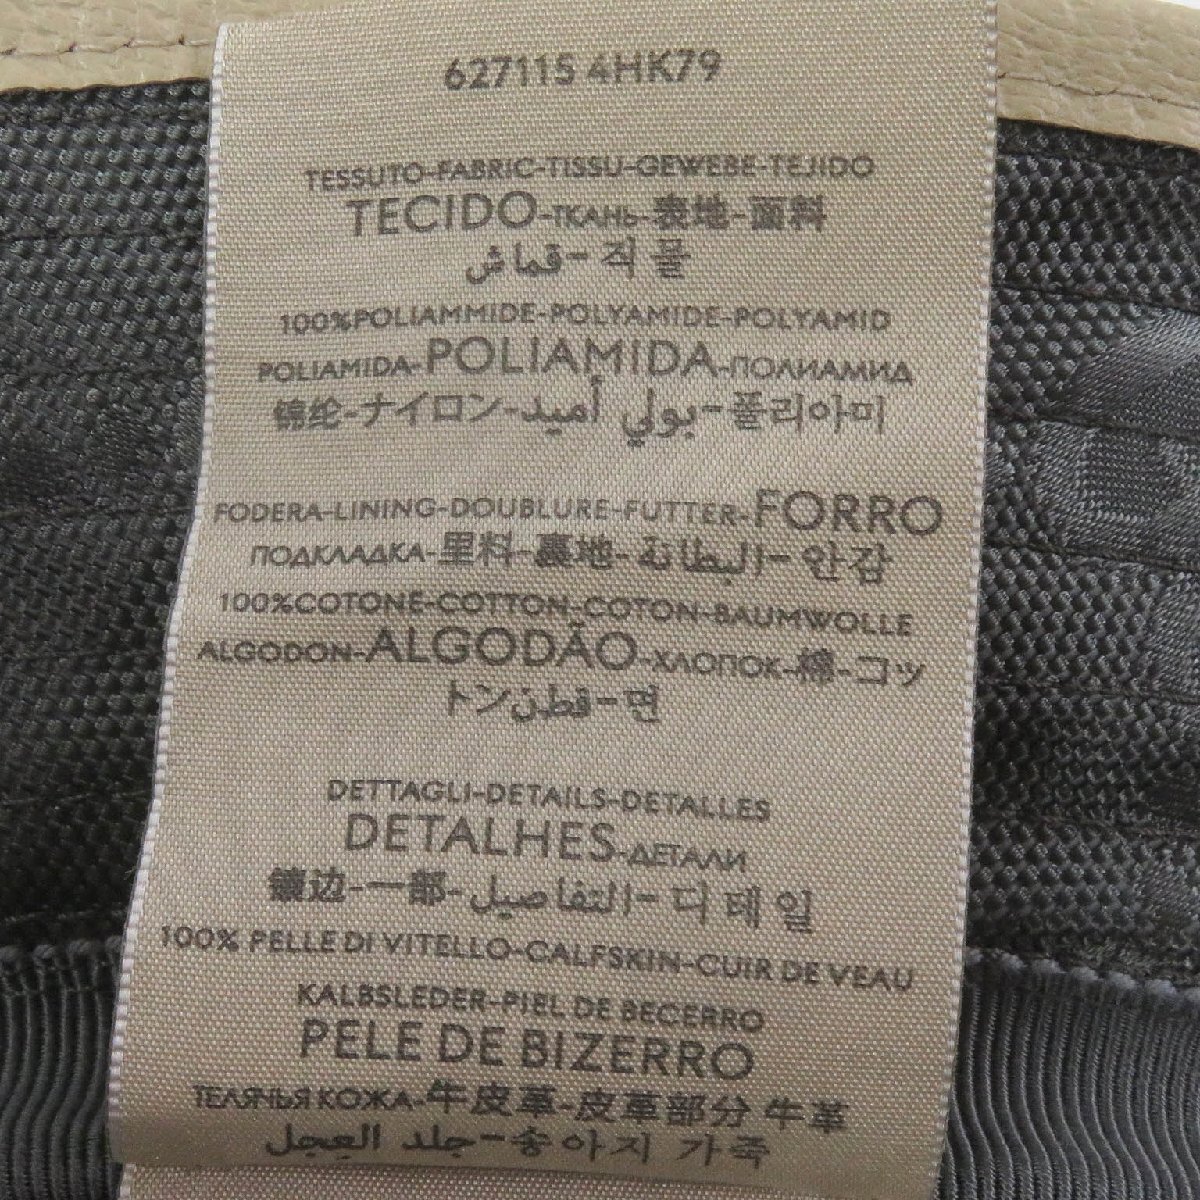 627115 4HK79
TESSUTO-FABRIC-TISSU-GEWEBE-TEJIDO
TECIDO-ТКАНЬ-表地-面料
قماش-직물
100%POLIAMMIDE-POLYAMIDE-POLYAMID
POLIAMIDA-POLIAMIDA-ПОЛИАМИД
锦纶-ナイロン-بولي أميد-폴리아미
FODERA-LINING-DOUBLURE-FUTTER-FORRO
ПОДКЛАДКА-里料-裏地-البطانة-안감
100%COTONE-COTTON-COTON-BAUMWOLLE
ALGODON-ALGODÃO-ХЛОПОК-棉-コッ
トン-قطن-면
DETTAGLI-DETAILS-DETALLES
DETALHES-ДЕТАЛИ
镶边-一部-التفاصيل-디테일
100% PELLE DI VITELLO-CALFSKIN-CUIR DE VEAU
KALBSLEDER-PIEL DE BECERRO
PELE DE BIZERRO
ТЕЛЯЧЬЯ КОЖА-牛皮革-皮革部分 牛革
جلد العجل-송아지 가죽